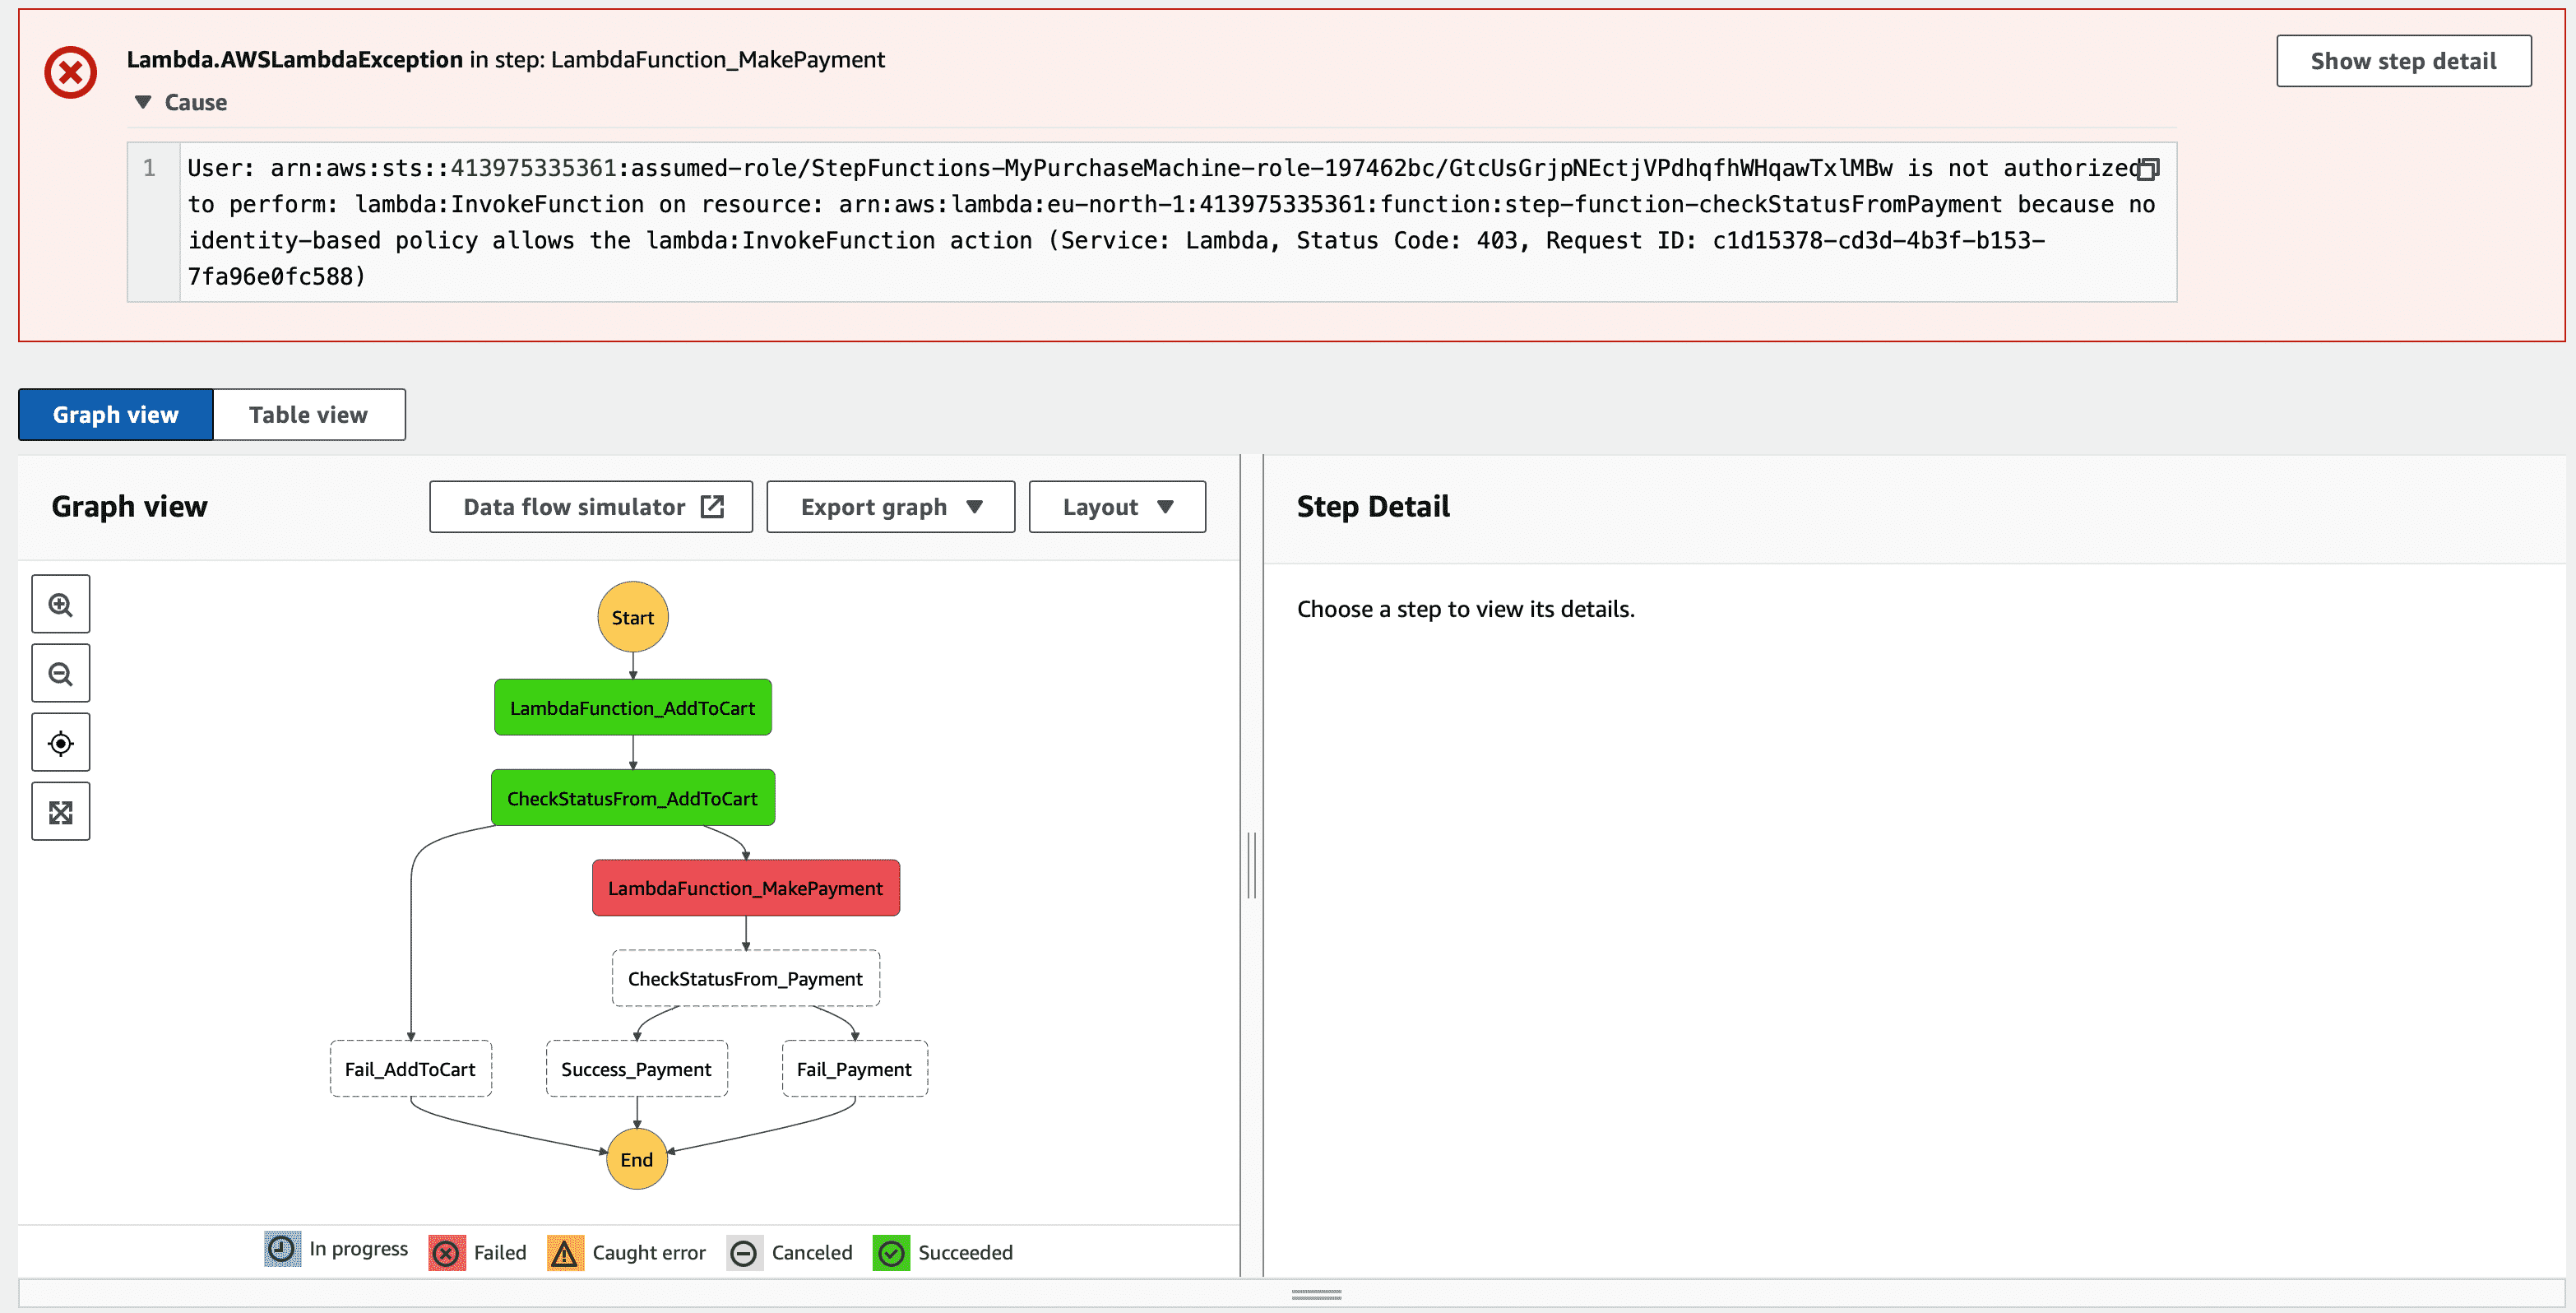 Lambda.AWSLambdaException in step: LambdaFunction_MakePayment
Show step detail
Cause
1
User: arn:aws:sts::413975335361:assumed-role/StepFunctions-MyPurchaseMachine-role-197462bc/GtcUsGrjpNEctjVPdhqfhWHqawTxlMBw is not authorized
to perform: lambda:InvokeFunction on resource: arn:aws:lambda:eu-north-1:413975335361:function:step-function-checkStatusFromPayment because no
identity-based policy allows the lambda:InvokeFunction action (Service: Lambda, Status Code: 403, Request ID: c1d15378-cd3d-4b3f-b153-
7fa96e0fc588)
Graph view
Table view
Graph view
Data flow simulator
Export graph
Layout
Step Detail
Choose a step to view its details.
Start
LambdaFunction_AddToCart
CheckStatusFrom_AddToCart
LambdaFunction_MakePayment
CheckStatusFrom_Payment
Fail_AddToCart
Success_Payment
Fail_Payment
End
In progress
Failed
Caught error
Canceled
Succeeded